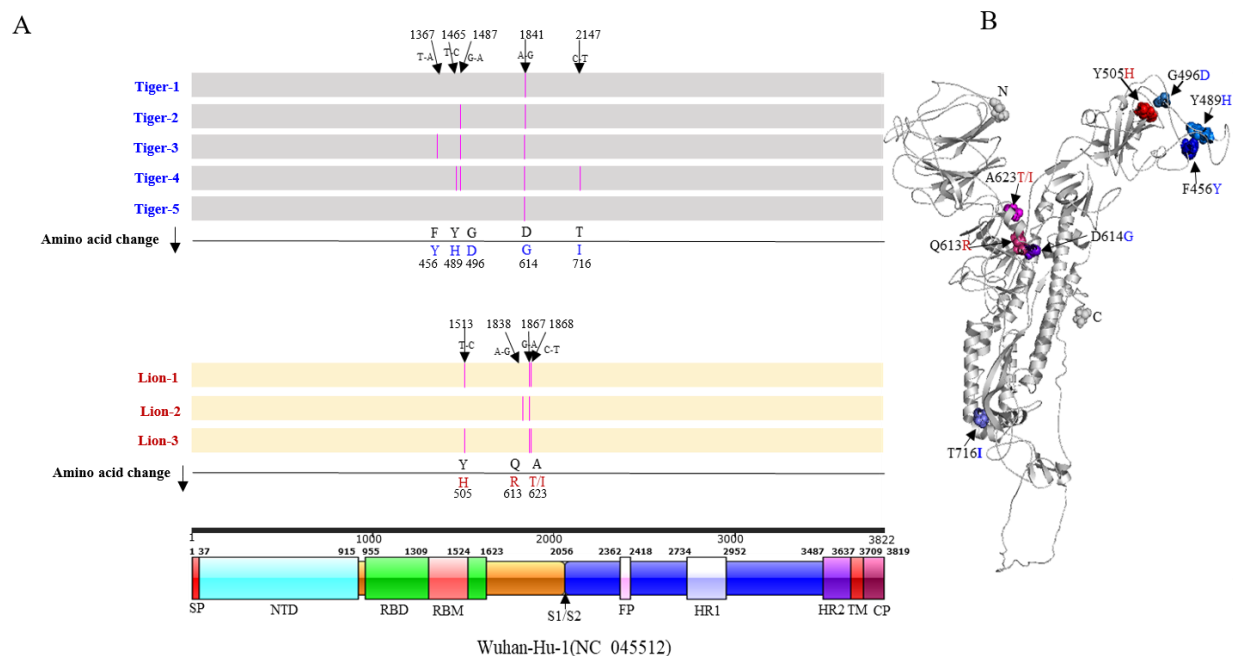 A
1367 1465 1487 1841 2147
T-A T-C G-A A-G C-T
Tiger-1
Tiger-2
Tiger-3
Tiger-4
Tiger-5
Amino acid change
F Y G D T
Y H D G I
456 489 496 614 716
1513 1838 1867 1868
T-C A-G G-A C-T
Lion-1
Lion-2
Lion-3
Amino acid change
Y Q A
H R T/I
505 613 623
1 1000 2000 3000 3822
1 37 915 955 1309 1524 1623 2056 2362 2418 2734 2952 3487 3637 3709 3819
SP NTD RBD RBM S1/S2 FP HR1 HR2 TM CP
Wuhan-Hu-1(NC_045512)
B
Y505H
G496D
N
Y489H
F456Y
A623T/I
Q613R
D614G
C
T716I